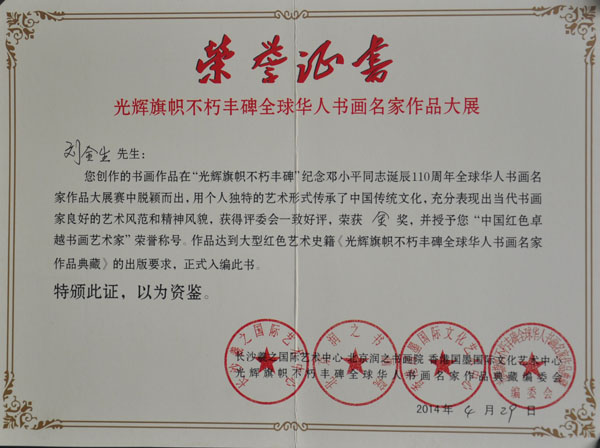 荣誉证书
光辉旗帜不朽丰碑全球华人书画名家作品大展
刘金生 先生：
您创作的书画作品在“光辉旗帜不朽丰碑”纪念邓小平同志诞辰110周年全球华人书画名
家作品大展赛中脱颖而出，用个人独特的艺术形式传承了中国传统文化，充分表现出当代书画
家良好的艺术风范和精神风貌，获得评委会一致好评，荣获 金 奖，并授予您“中国红色卓
越书画艺术家”荣誉称号。作品达到大型红色艺术史籍《光辉旗帜不朽丰碑全球华人书画名家
作品典藏》的出版要求，正式入编此书。
特颁此证，以为资鉴。
长沙润之国际艺术中心 北京润之书画院 香港国墨国际文化艺术中心
光辉旗帜不朽丰碑全球华人书画名家作品典藏编委会
编委会
2014年 4 月 29 日